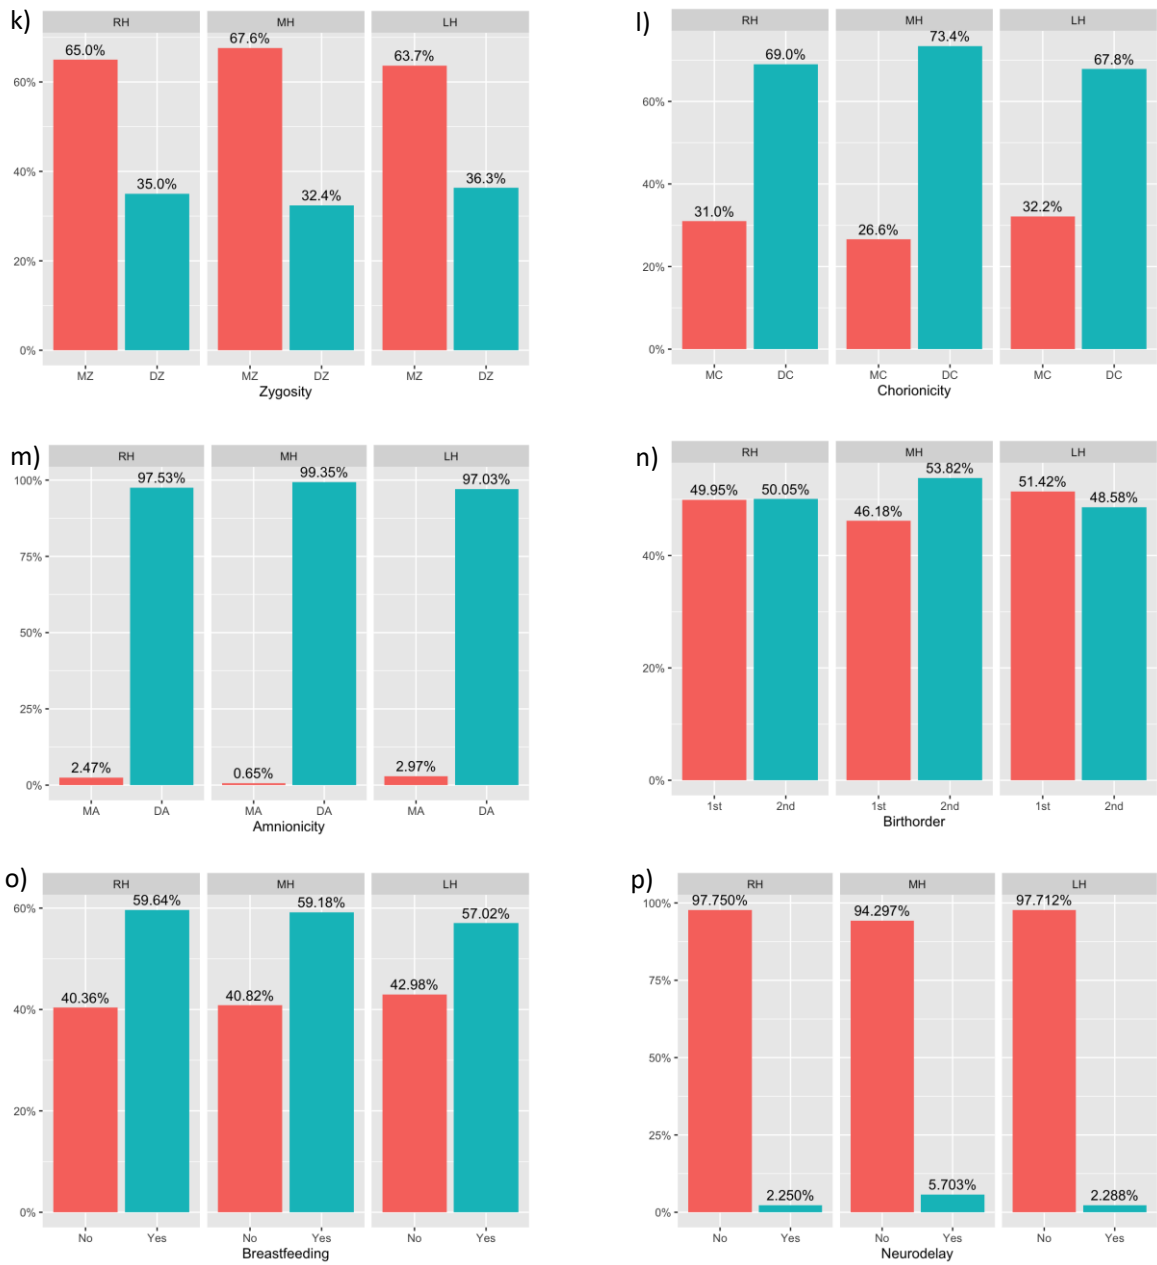 k)
RH MH LH
65.0% 67.6% 63.7%
60%
40%
35.0% 32.4% 36.3%
20%
0%
MZ DZ MZ DZ MZ DZ
Zygosity
l)
RH MH LH
69.0% 73.4% 67.8%
60%
40%
31.0% 26.6% 32.2%
20%
0%
MC DC MC DC MC DC
Chorionicity
m)
RH MH LH
97.53% 99.35% 97.03%
100%
75%
50%
25%
2.47% 0.65% 2.97%
0%
MA DA MA DA MA DA
Amnionicity
n)
RH MH LH
49.95% 50.05% 46.18% 53.82% 51.42% 48.58%
40%
20%
0%
1st 2nd 1st 2nd 1st 2nd
Birthorder
o)
RH MH LH
59.64% 59.18% 57.02%
60%
40.36% 40.82% 42.98%
40%
20%
0%
No Yes No Yes No Yes
Breastfeeding
p)
RH MH LH
97.750% 94.297% 97.712%
100%
75%
50%
25%
2.250% 5.703% 2.288%
0%
No Yes No Yes No Yes
Neurodelay